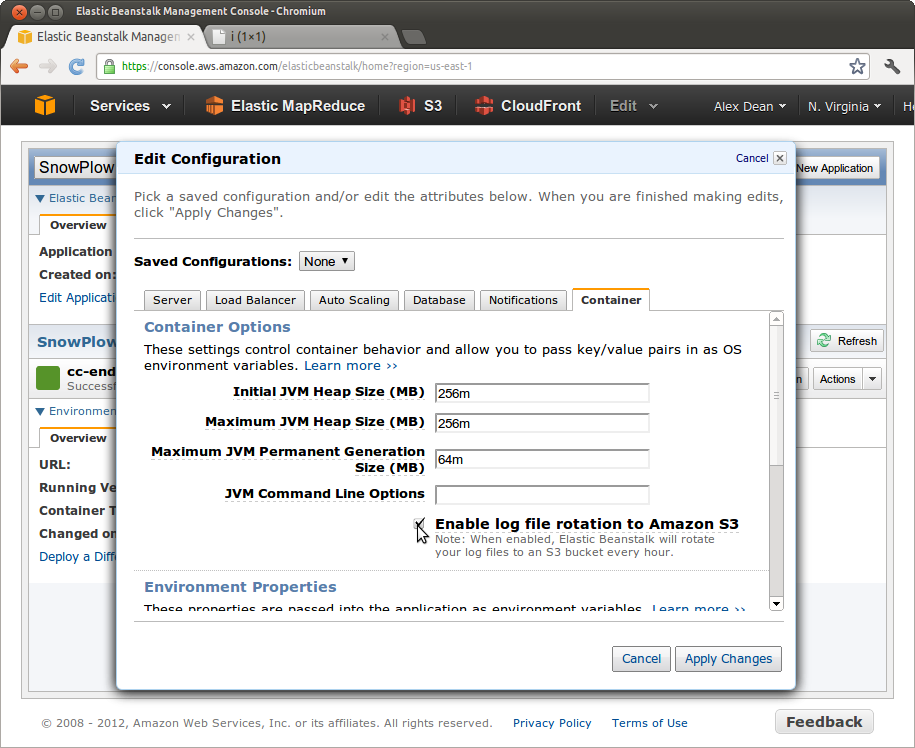 Elastic Beanstalk Management Console - Chromium
Elastic Beanstalk Managen
i (1×1)
https://console.aws.amazon.com/elasticbeanstalk/home?region=us-east-1
Services Elastic MapReduce S3 CloudFront Edit Alex Dean N. Virginia He
SnowPlow
New Application
Elastic Bean
Overview
Application
Created on:
Edit Applicati
SnowPlow
Refresh
cc-end
Successf
n
Actions
Environmen
Overview
URL:
Running Ve
Container T
Changed on
Deploy a Diff
Edit Configuration
Cancel
Pick a saved configuration and/or edit the attributes below. When you are finished making edits,
click "Apply Changes".
Saved Configurations: None
Server Load Balancer Auto Scaling Database Notifications Container
Container Options
These settings control container behavior and allow you to pass key/value pairs in as OS
environment variables. Learn more ››
Initial JVM Heap Size (MB) 256m
Maximum JVM Heap Size (MB) 256m
Maximum JVM Permanent Generation
Size (MB) 64m
JVM Command Line Options
Enable log file rotation to Amazon S3
Note: When enabled, Elastic Beanstalk will rotate
your log files to an S3 bucket every hour.
Environment Properties
These properties are passed into the application as environment variables. Learn more ››
Cancel Apply Changes
© 2008 - 2012, Amazon Web Services, Inc. or its affiliates. All rights reserved. Privacy Policy Terms of Use
Feedback